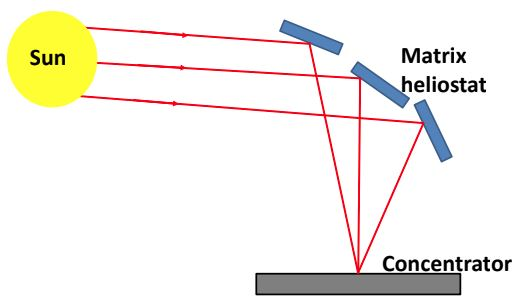 Sun
Matrix
heliostat
Concentrator